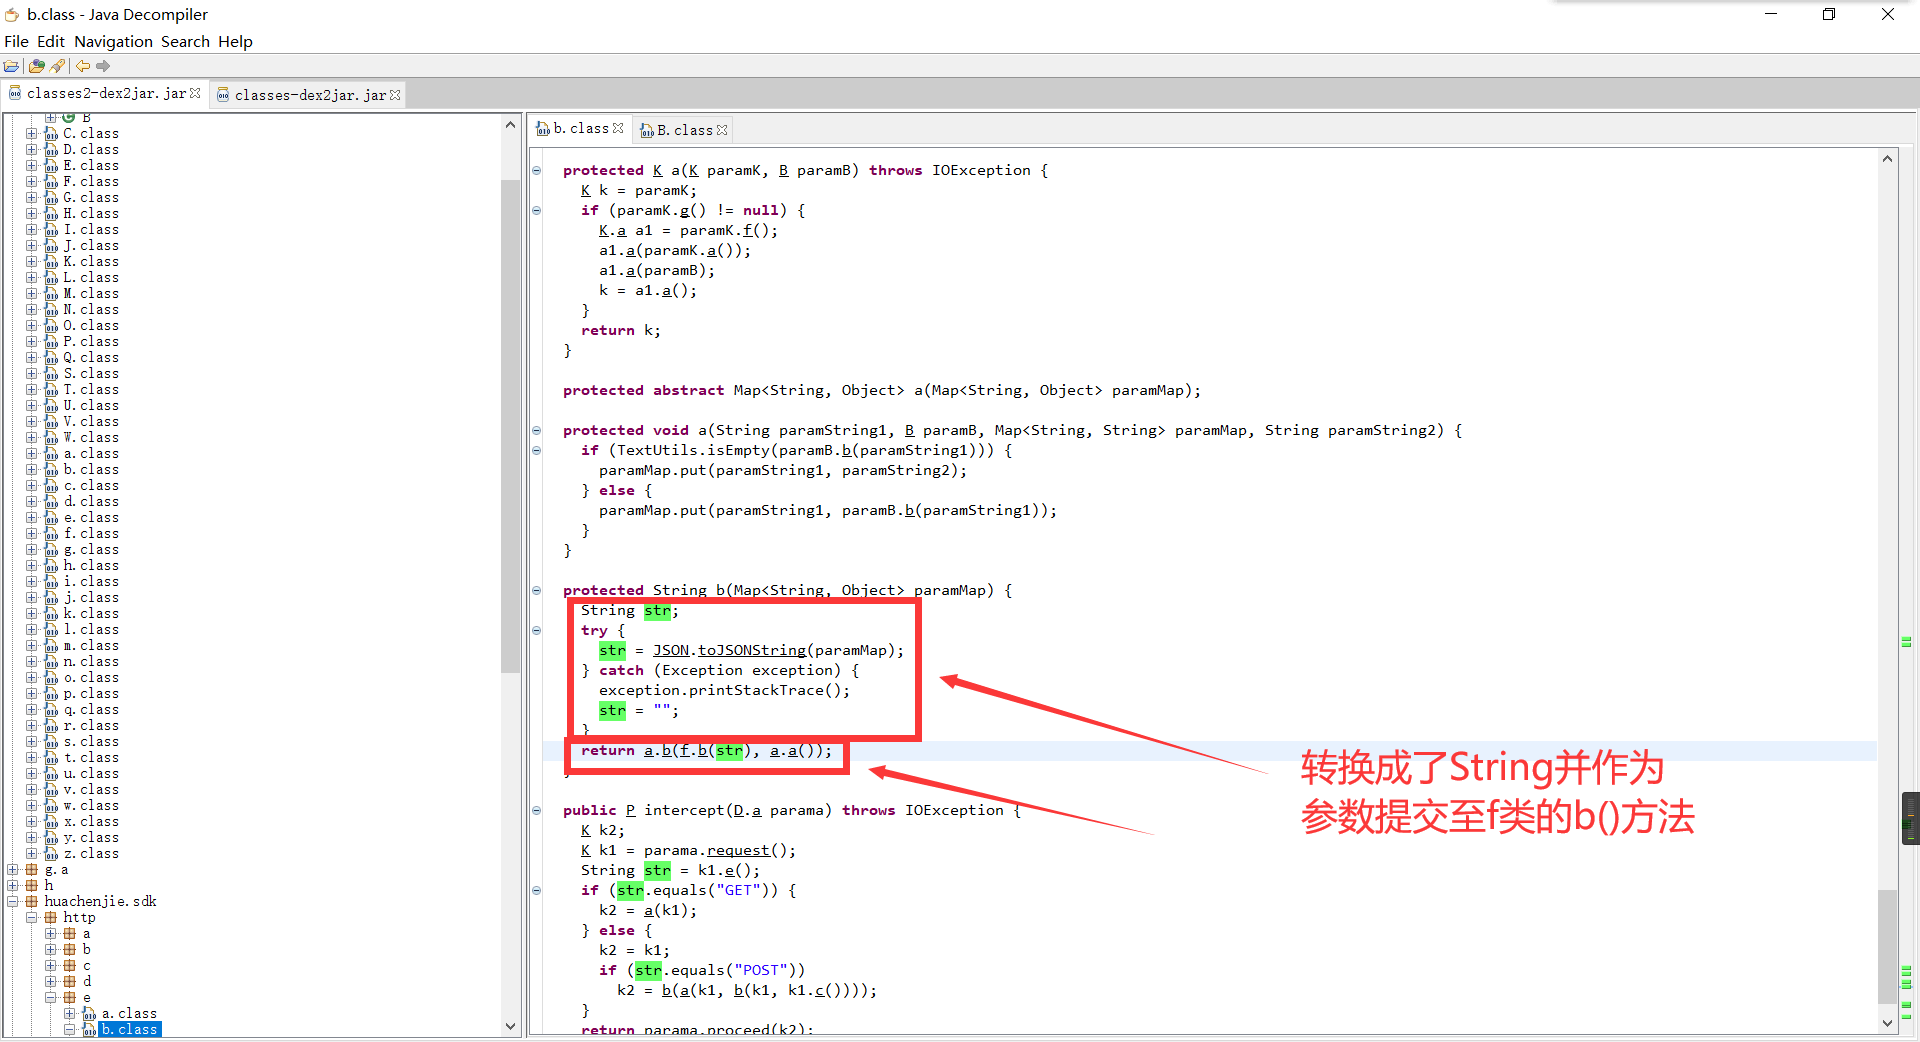 b.class - Java Decompiler
File Edit Navigation Search Help
classes2-dex2jar.jar
classes-dex2jar.jar
B
C.class
D.class
E.class
F.class
G.class
H.class
I.class
J.class
K.class
L.class
M.class
N.class
O.class
P.class
Q.class
S.class
T.class
U.class
V.class
W.class
a.class
b.class
c.class
d.class
e.class
f.class
g.class
h.class
i.class
j.class
k.class
l.class
m.class
n.class
o.class
p.class
q.class
r.class
s.class
t.class
u.class
v.class
w.class
x.class
y.class
z.class
g.a
h
huachenjie.sdk
http
a
b
c
d
e
a.class
b.class
b.class
B.class
protected K a(K paramK, B paramB) throws IOException {
K k = paramK;
if (paramK.g() != null) {
K.a a1 = paramK.f();
a1.a(paramK.a());
a1.a(paramB);
k = a1.a();
}
return k;
}
protected abstract Map<String, Object> a(Map<String, Object> paramMap);
protected void a(String paramString1, B paramB, Map<String, String> paramMap, String paramString2) {
if (TextUtils.isEmpty(paramB.b(paramString1))) {
paramMap.put(paramString1, paramString2);
} else {
paramMap.put(paramString1, paramB.b(paramString1));
}
}
protected String b(Map<String, Object> paramMap) {
String str;
try {
str = JSON.toJSONString(paramMap);
} catch (Exception exception) {
exception.printStackTrace();
str = "";
}
return a.b(f.b(str), a.a());
}
public P intercept(D.a parama) throws IOException {
K k2;
K k1 = parama.request();
String str = k1.e();
if (str.equals("GET")) {
k2 = a(k1);
} else {
k2 = k1;
if (str.equals("POST"))
k2 = b(a(k1, b(k1, k1.c())));
}
return parama.proceed(k2);
转换成了String并作为
参数提交至f类的b()方法